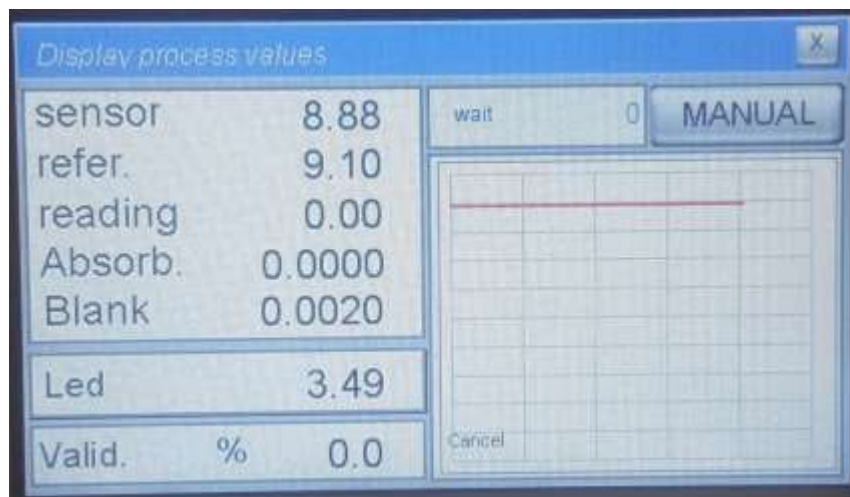 Display process values X
sensor 8.88
refer. 9.10
reading 0.00
Absorb. 0.0000
Blank 0.0020
Led 3.49
Valid. % 0.0
wait 0
MANUAL
Cancel